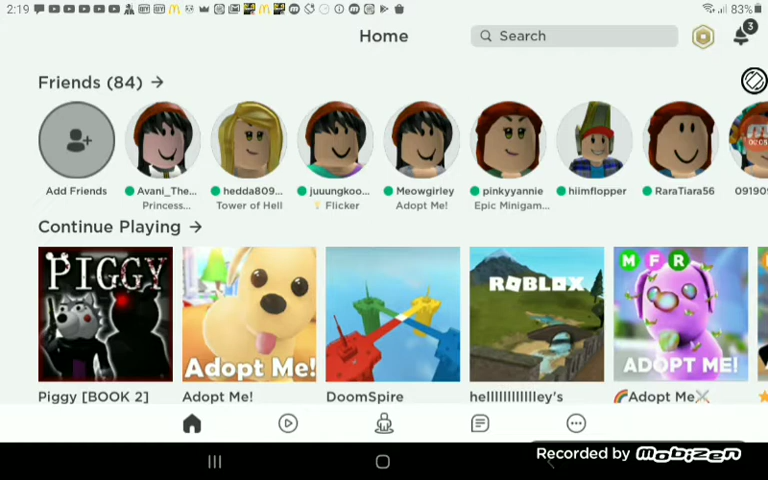 2:19 83%
Home
Search
3
Friends (84) →
Add Friends
Avani_The...
hedda809...
juuungkoo...
Meowgirley
pinkyyannie
hiimflopper
RaraTiara56
09190
Princess...
Tower of Hell
Flicker
Adopt Me!
Epic Minigam...
Continue Playing →
PIGGY
Adopt Me!
ROBLOX
M F R
ADOPT ME!
Piggy [BOOK 2]
Adopt Me!
DoomSpire
helllllllllllley's
Adopt Me
Recorded by mobizen